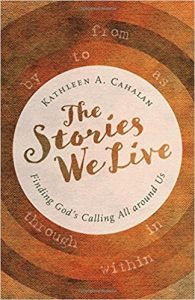 from
by
to
as
KATHLEEN A. CAHALAN
The
Stories
We Live
Finding God's Calling All around Us
through
in
within